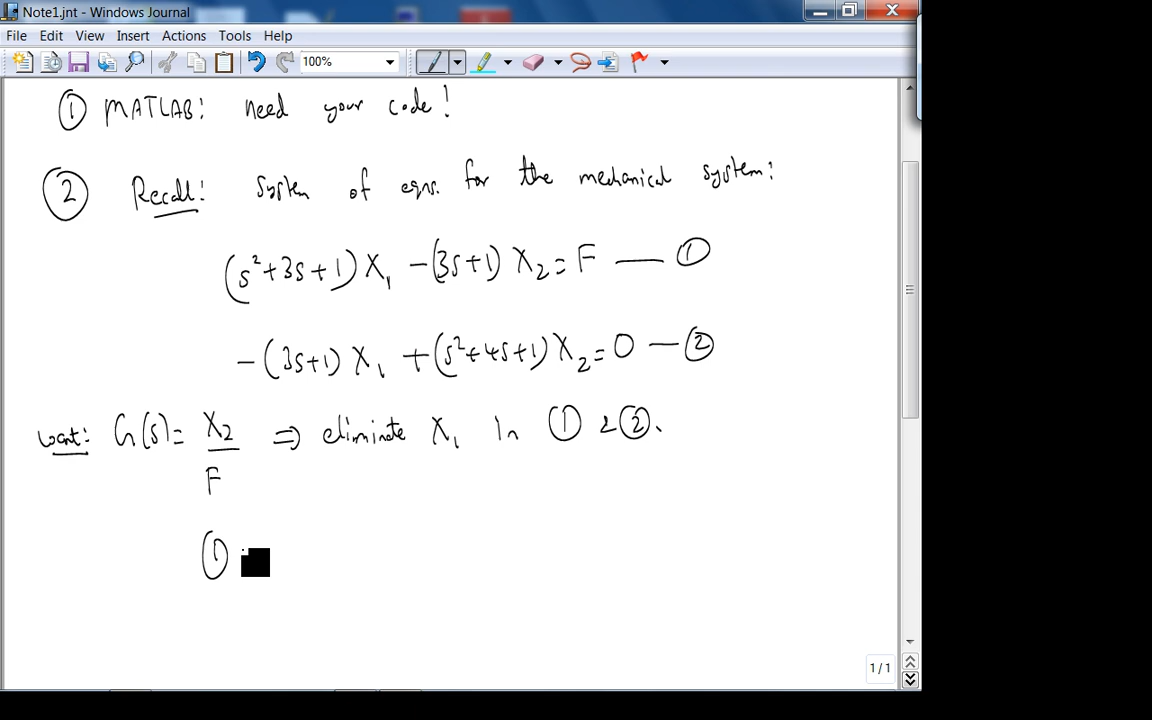 Note1.jnt - Windows Journal
File Edit View Insert Actions Tools Help
100%
① MATLAB: need your code!
② Recall: System of eqns. for the mechanical system:
(s²+3s+1)X₁ -(3s+1) X₂ = F — ①
-(3s+1) X₁ +(s²+4s+1)X₂ = 0 — ②
want: G(s) = X₂/F ⇒ eliminate X₁ in ① & ②.
①
1 / 1